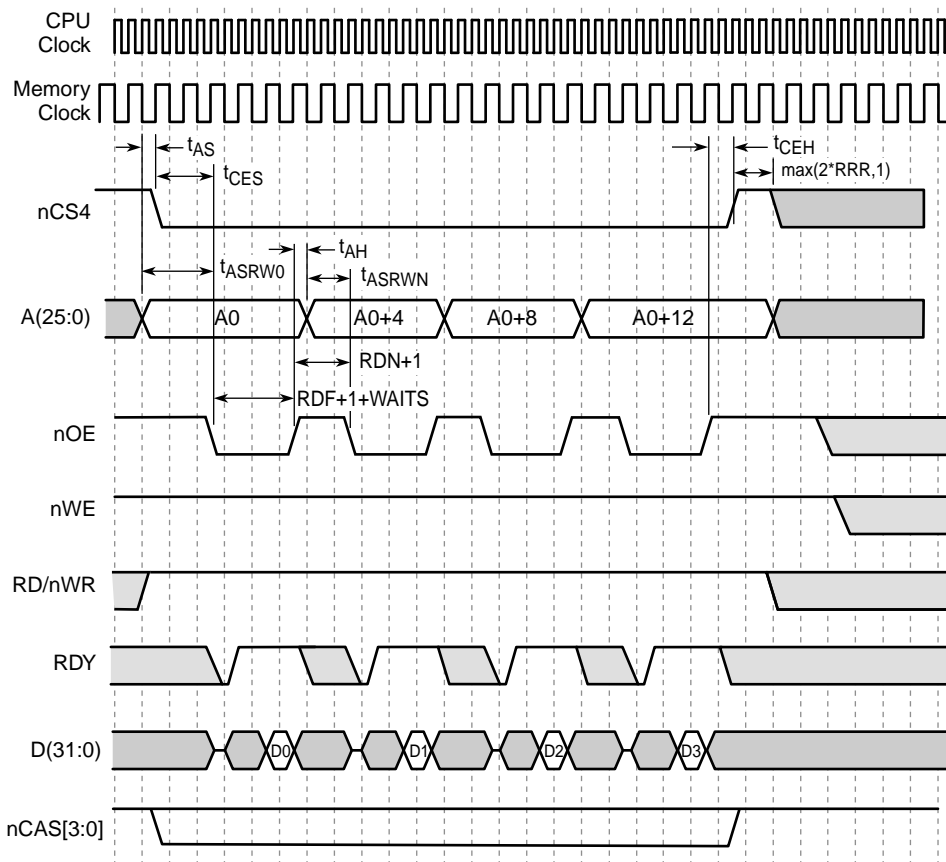 CPU
Clock
Memory
Clock
tAS
tCEH
tCES
max(2*RRR,1)
nCS4
tAH
tASRW0
tASRWN
A(25:0)
A0
A0+4
A0+8
A0+12
RDN+1
RDF+1+WAITS
nOE
nWE
RD/nWR
RDY
D(31:0)
D0
D1
D2
D3
nCAS[3:0]